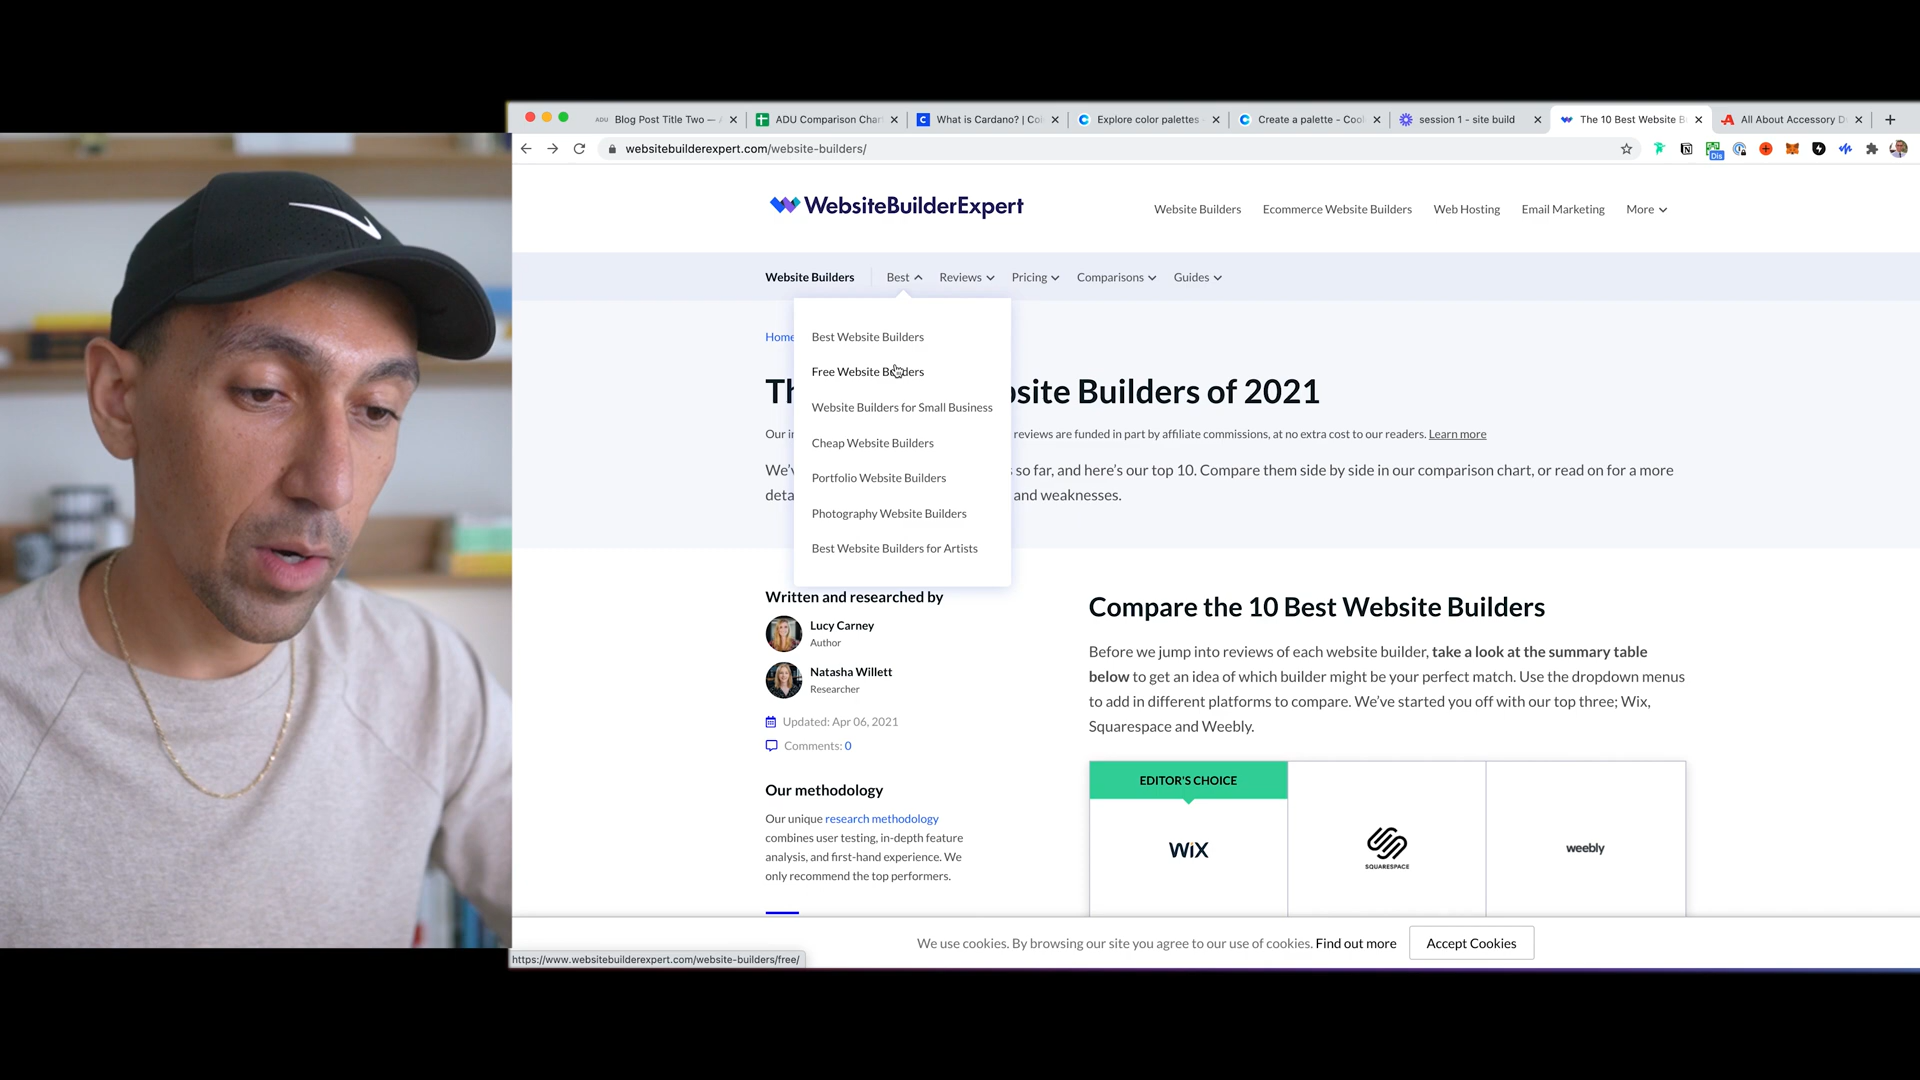 ADU Blog Post Title Two —
ADU Comparison Char
What is Cardano? | Coi
Explore color palettes -
Create a palette - Cool
session 1 - site build
The 10 Best Website B
All About Accessory D
websitebuilderexpert.com/website-builders/
Dis
WebsiteBuilderExpert
Website Builders
Ecommerce Website Builders
Web Hosting
Email Marketing
More
Website Builders
Best
Reviews
Pricing
Comparisons
Guides
Best Website Builders
Free Website Builders
Website Builders for Small Business
Cheap Website Builders
Portfolio Website Builders
Photography Website Builders
Best Website Builders for Artists
Home
Th site Builders of 2021
Our in reviews are funded in part by affiliate commissions, at no extra cost to our readers. Learn more
We'v so far, and here's our top 10. Compare them side by side in our comparison chart, or read on for a more
deta and weaknesses.
Written and researched by
Lucy Carney
Author
Natasha Willett
Researcher
Updated: Apr 06, 2021
Comments: 0
Our methodology
Our unique research methodology
combines user testing, in-depth feature
analysis, and first-hand experience. We
only recommend the top performers.
Compare the 10 Best Website Builders
Before we jump into reviews of each website builder, take a look at the summary table
below to get an idea of which builder might be your perfect match. Use the dropdown menus
to add in different platforms to compare. We've started you off with our top three; Wix,
Squarespace and Weebly.
EDITOR'S CHOICE
WiX
SQUARESPACE
weebly
We use cookies. By browsing our site you agree to our use of cookies. Find out more
Accept Cookies
https://www.websitebuilderexpert.com/website-builders/free/